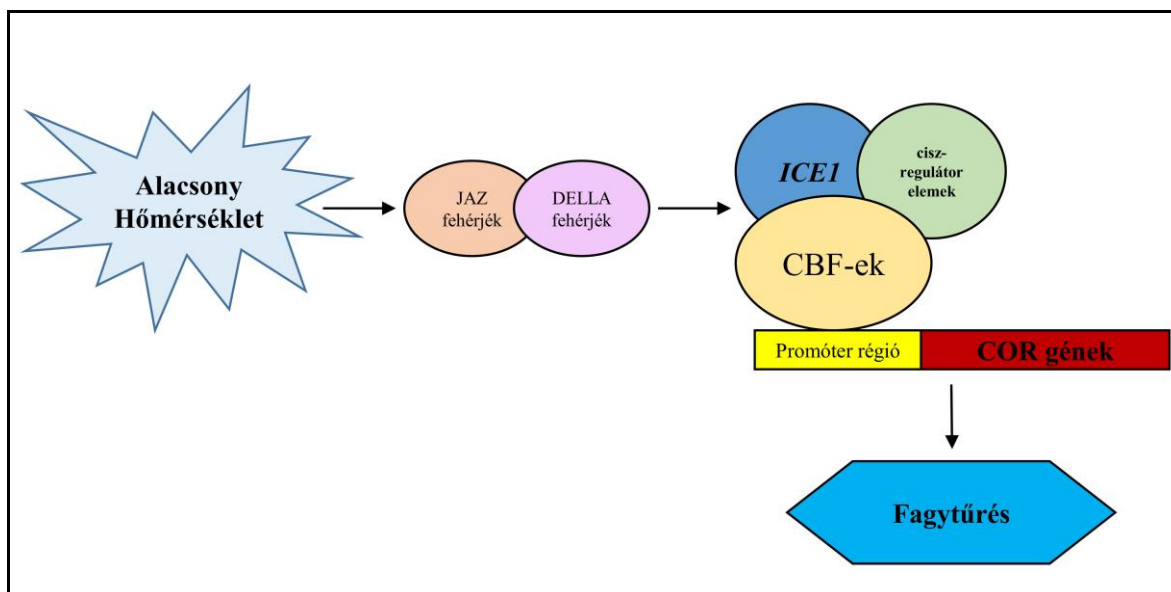 Alacsony
Hőmérséklet
JAZ
fehérjék
DELLA
fehérjék
ICE1
cisz-
regulátor
elemek
CBF-ek
Promóter régió
COR gének
Fagytűrés